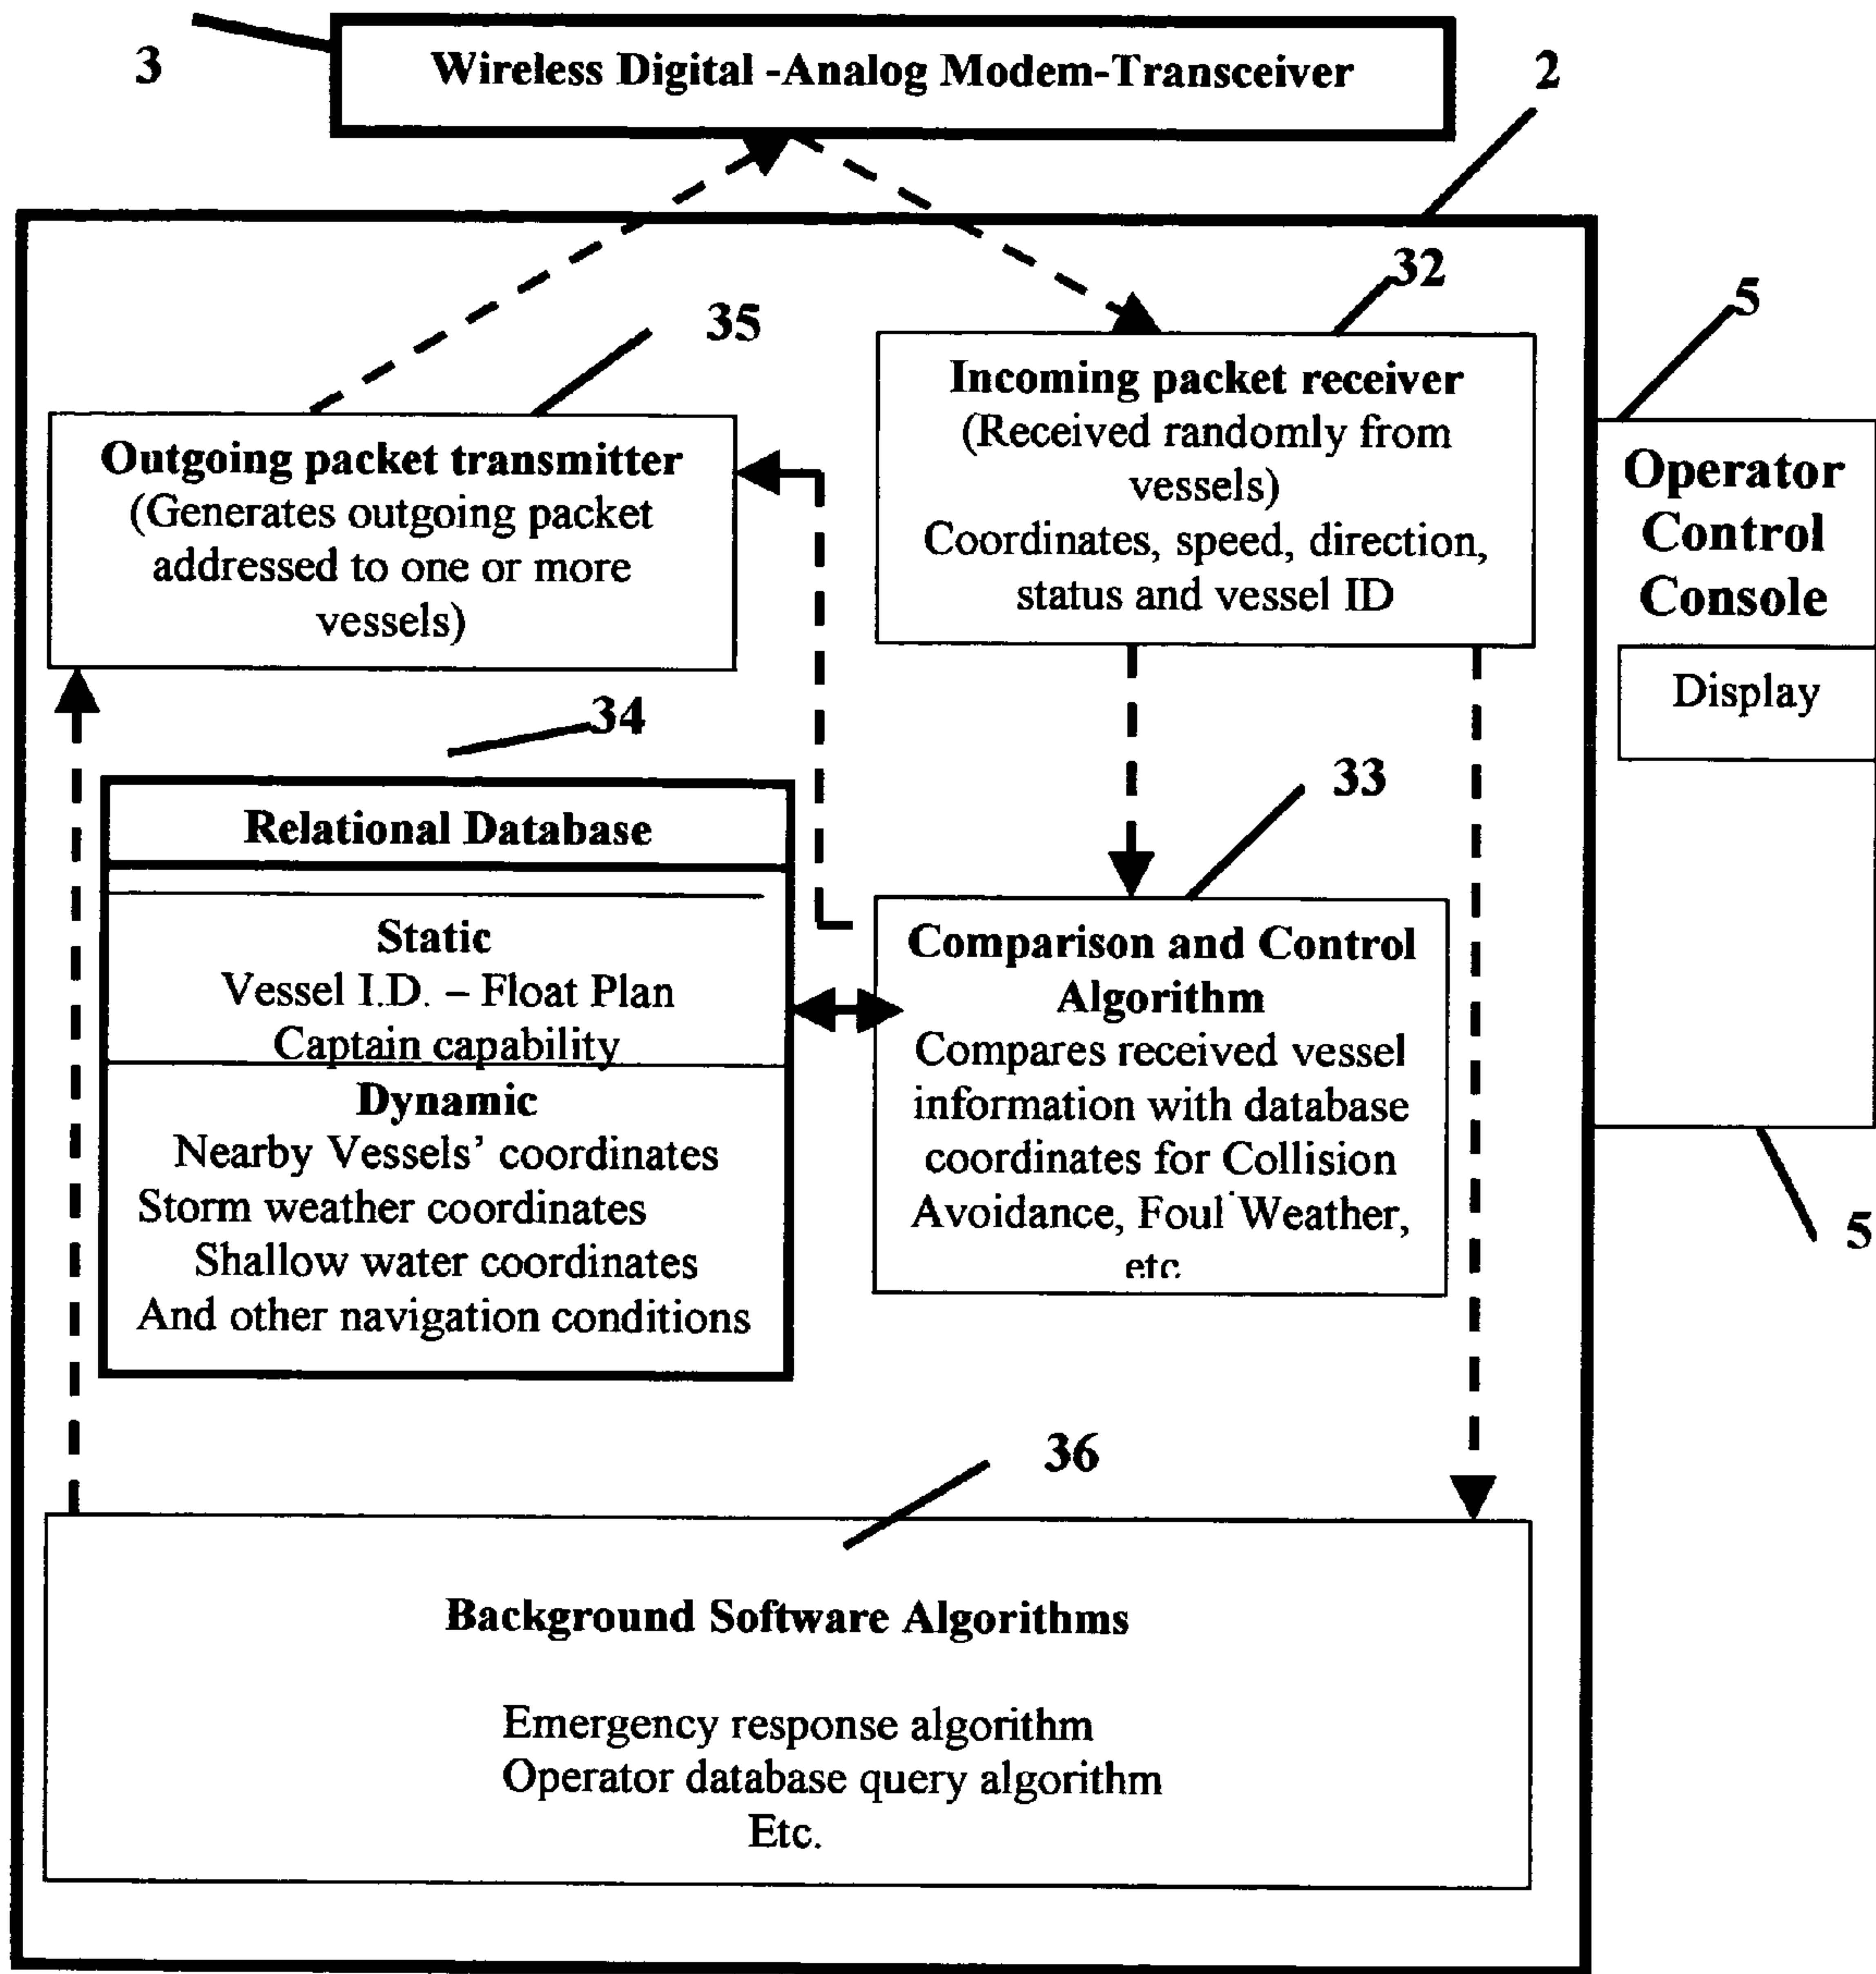 3
Wireless Digital -Analog Modem-Transceiver
2
32
5
35
Incoming packet receiver
(Received randomly from
vessels)
Coordinates, speed, direction,
status and vessel ID
Outgoing packet transmitter
(Generates outgoing packet
addressed to one or more
vessels)
Operator
Control
Console
Display
34
33
Relational Database
Static
Vessel I.D. – Float Plan
Captain capability
Dynamic
Nearby Vessels’ coordinates
Storm weather coordinates
Shallow water coordinates
And other navigation conditions
Comparison and Control
Algorithm
Compares received vessel
information with database
coordinates for Collision
Avoidance, Foul Weather,
etc
5
36
Background Software Algorithms
Emergency response algorithm
Operator database query algorithm
Etc.